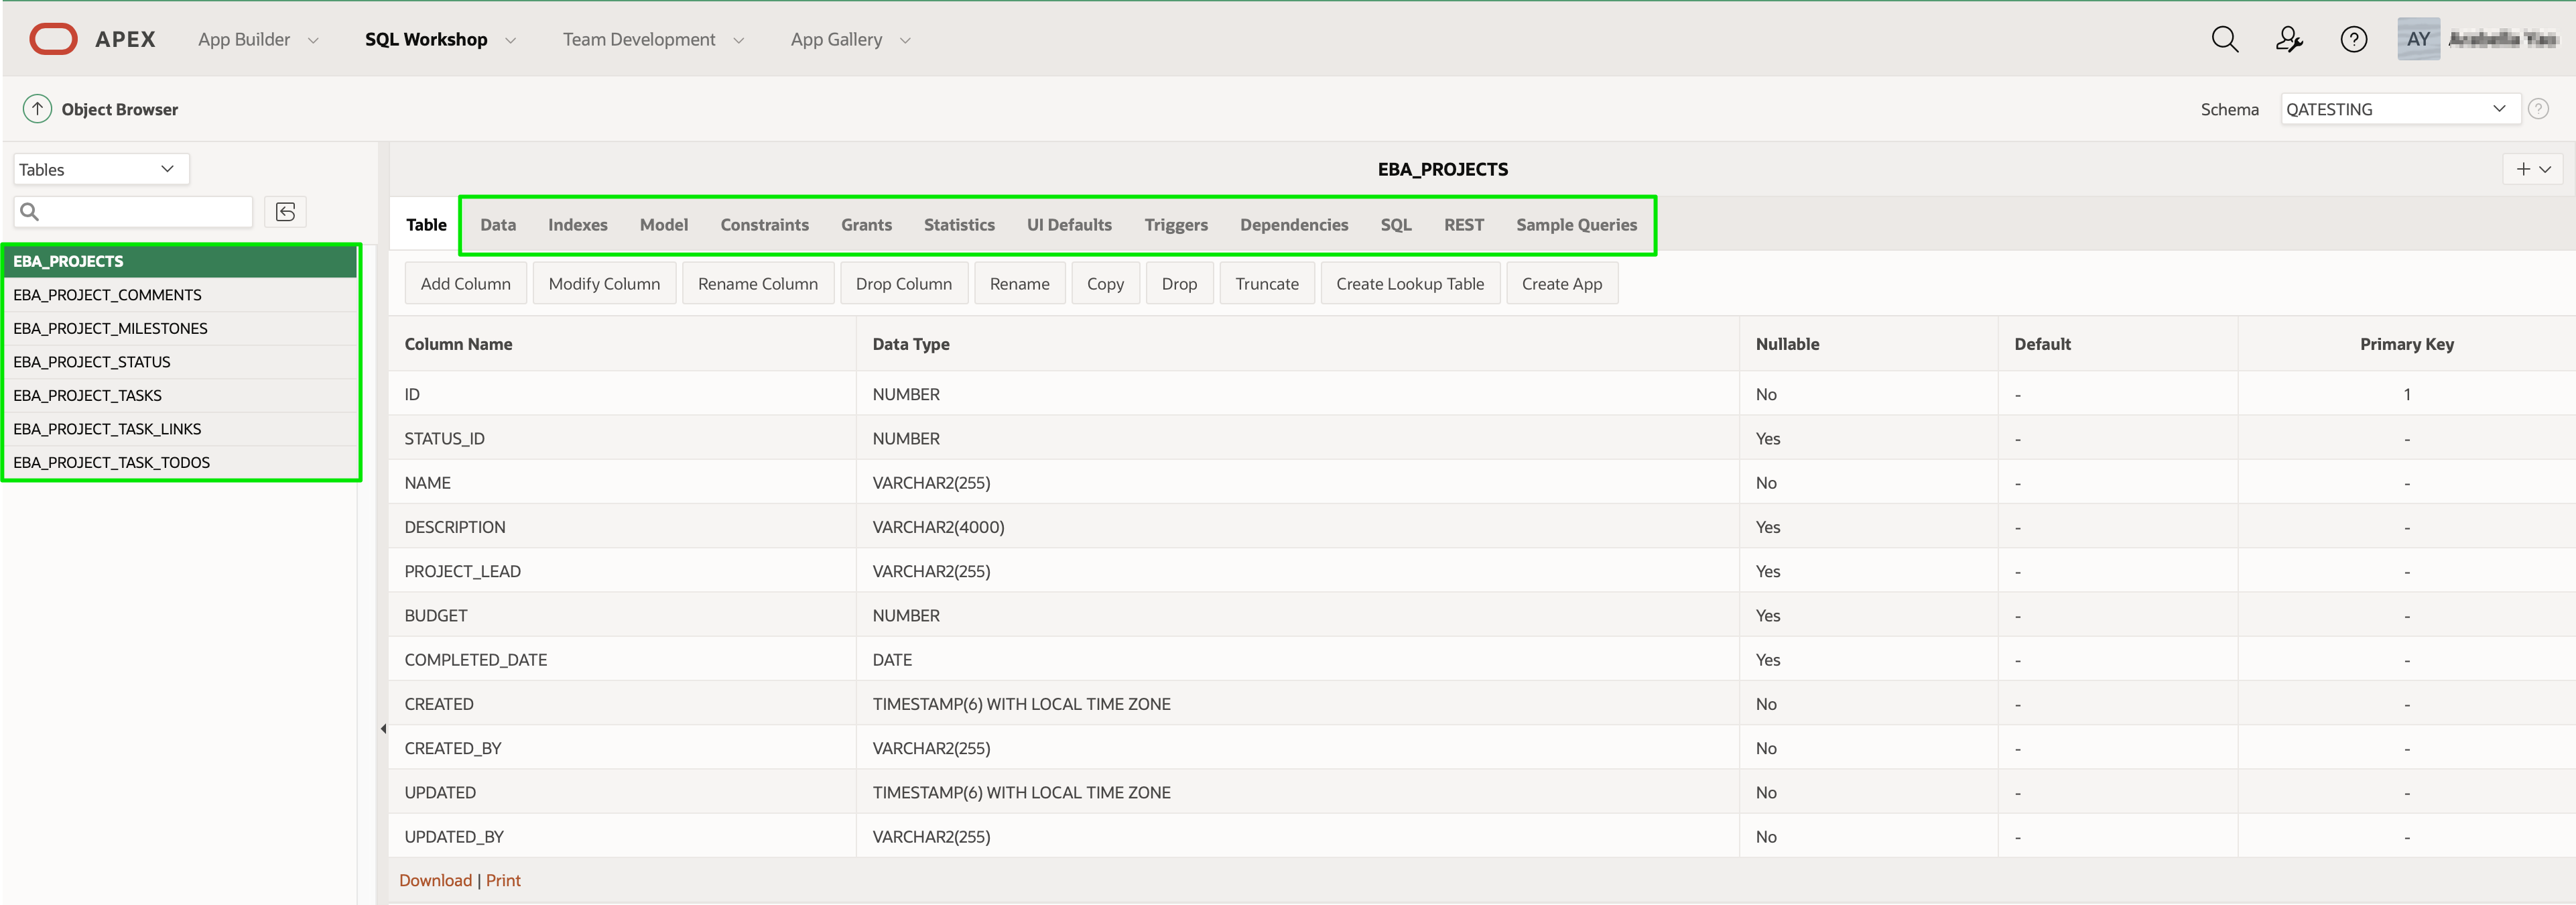 APEX App Builder SQL Workshop Team Development App Gallery AY
Object Browser Schema QATESTING
Tables
EBA_PROJECTS
EBA_PROJECT_COMMENTS
EBA_PROJECT_MILESTONES
EBA_PROJECT_STATUS
EBA_PROJECT_TASKS
EBA_PROJECT_TASK_LINKS
EBA_PROJECT_TASK_TODOS
EBA_PROJECTS
Table Data Indexes Model Constraints Grants Statistics UI Defaults Triggers Dependencies SQL REST Sample Queries
Add Column Modify Column Rename Column Drop Column Rename Copy Drop Truncate Create Lookup Table Create App
Column Name Data Type Nullable Default Primary Key
ID NUMBER No - 1
STATUS_ID NUMBER Yes - -
NAME VARCHAR2(255) No - -
DESCRIPTION VARCHAR2(4000) Yes - -
PROJECT_LEAD VARCHAR2(255) Yes - -
BUDGET NUMBER Yes - -
COMPLETED_DATE DATE Yes - -
CREATED TIMESTAMP(6) WITH LOCAL TIME ZONE No - -
CREATED_BY VARCHAR2(255) No - -
UPDATED TIMESTAMP(6) WITH LOCAL TIME ZONE No - -
UPDATED_BY VARCHAR2(255) No - -
Download | Print